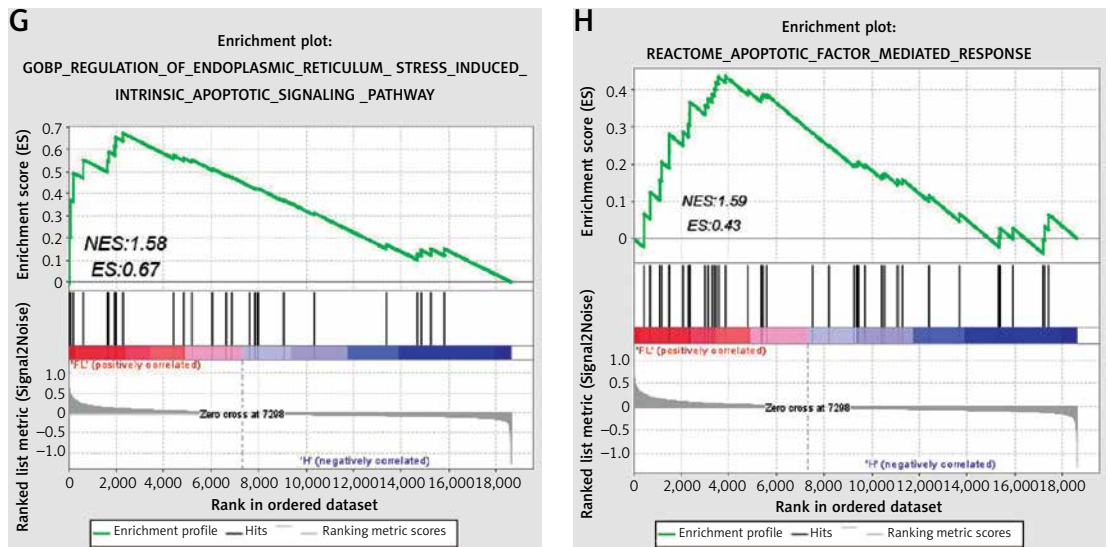 G
Enrichment plot:
GOBP_REGULATION_OF_ENDOPLASMIC_RETICULUM_ STRESS_INDUCED_
INTRINSIC_APOPTOTIC_SIGNALING _PATHWAY
Enrichment score (ES)
0.7
0.6
0.5
0.4
0.3
0.2
0.1
0
NES:1.58
ES:0.67
'FL' (positively correlated)
Ranked list metric (Signal2Noise)
1.0
0.5
0
−0.5
−1.0
Zero cross at 7298
'H' (negatively correlated)
0 2,000 4,000 6,000 8,000 10,000 12,000 14,000 16,000 18,000
Rank in ordered dataset
Enrichment profile Hits Ranking metric scores
H
Enrichment plot:
REACTOME_APOPTOTIC_FACTOR_MEDIATED_RESPONSE
Enrichment score (ES)
0.4
0.3
0.2
0.1
0
NES:1.59
ES:0.43
'FL' (positively correlated)
Ranked list metric (Signal2Noise)
1.0
0.5
0
−0.5
−1.0
Zero cross at 7298
'H' (negatively correlated)
0 2,000 4,000 6,000 8,000 10,000 12,000 14,000 16,000 18,000
Rank in ordered dataset
Enrichment profile Hits Ranking metric scores